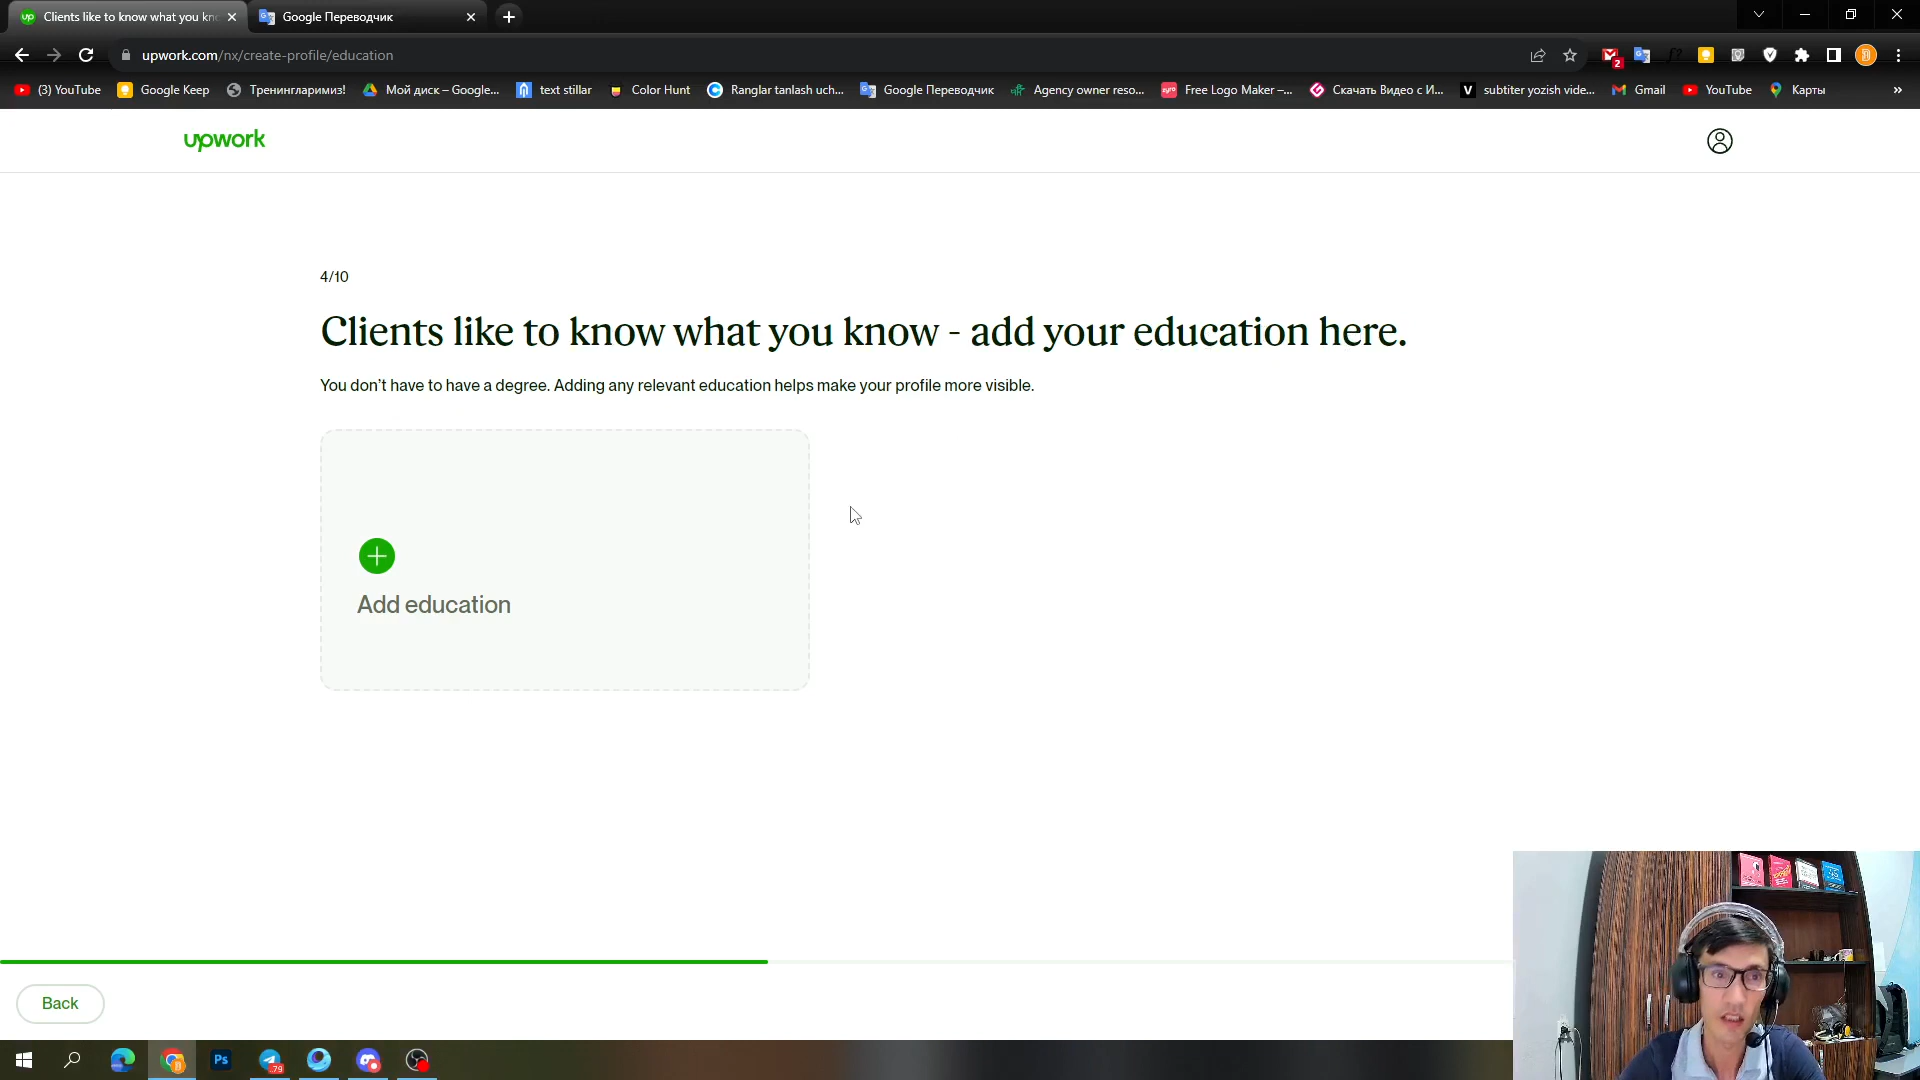 Clients like to know what you kno
Google Переводчик
upwork.com/nx/create-profile/education
2
(3) YouTube
Google Keep
Тренингларимиз!
Мой диск – Google...
text stillar
Color Hunt
Ranglar tanlash uch...
Google Переводчик
Agency owner reso...
Free Logo Maker –...
Скачать Видео с И...
subtiter yozish vide...
Gmail
YouTube
Карты
»
upwork
4/10
Clients like to know what you know - add your education here.
You don't have to have a degree. Adding any relevant education helps make your profile more visible.
Add education
Back
Ps
79